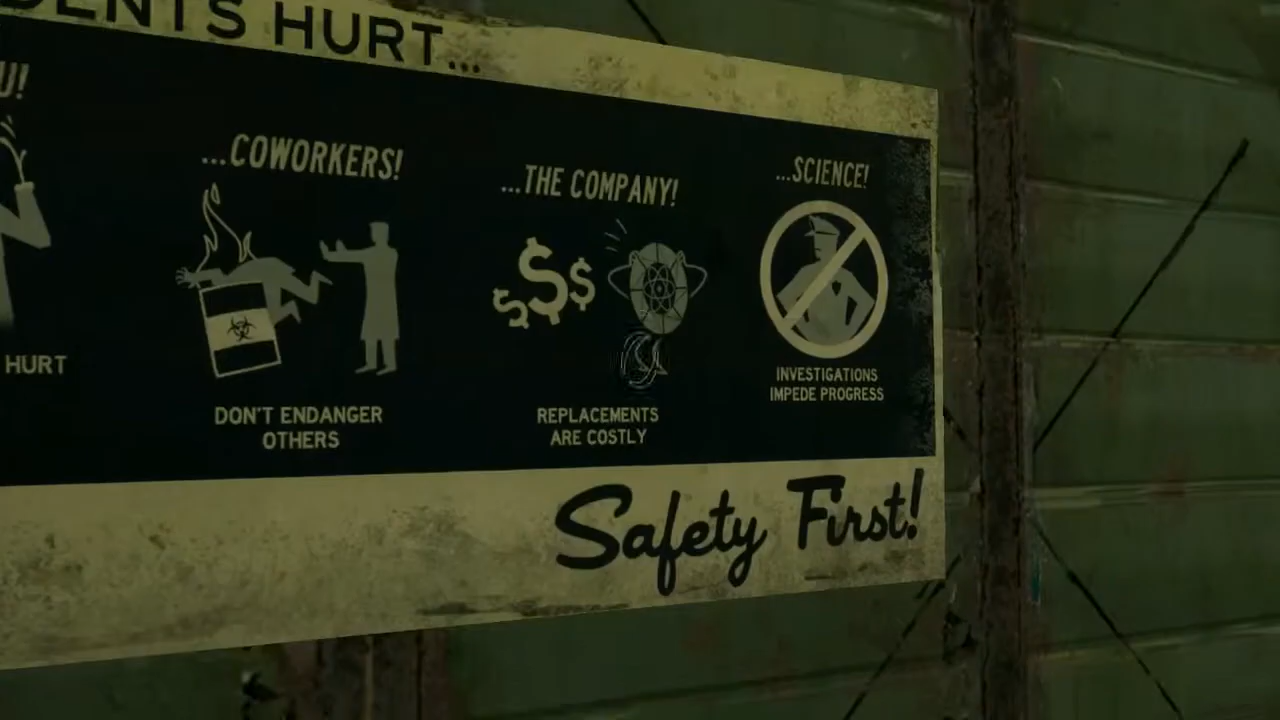 DENTS HURT...
U!
...COWORKERS!
...THE COMPANY!
...SCIENCE!
HURT
DON'T ENDANGER
OTHERS
REPLACEMENTS
ARE COSTLY
INVESTIGATIONS
IMPEDE PROGRESS
Safety First!